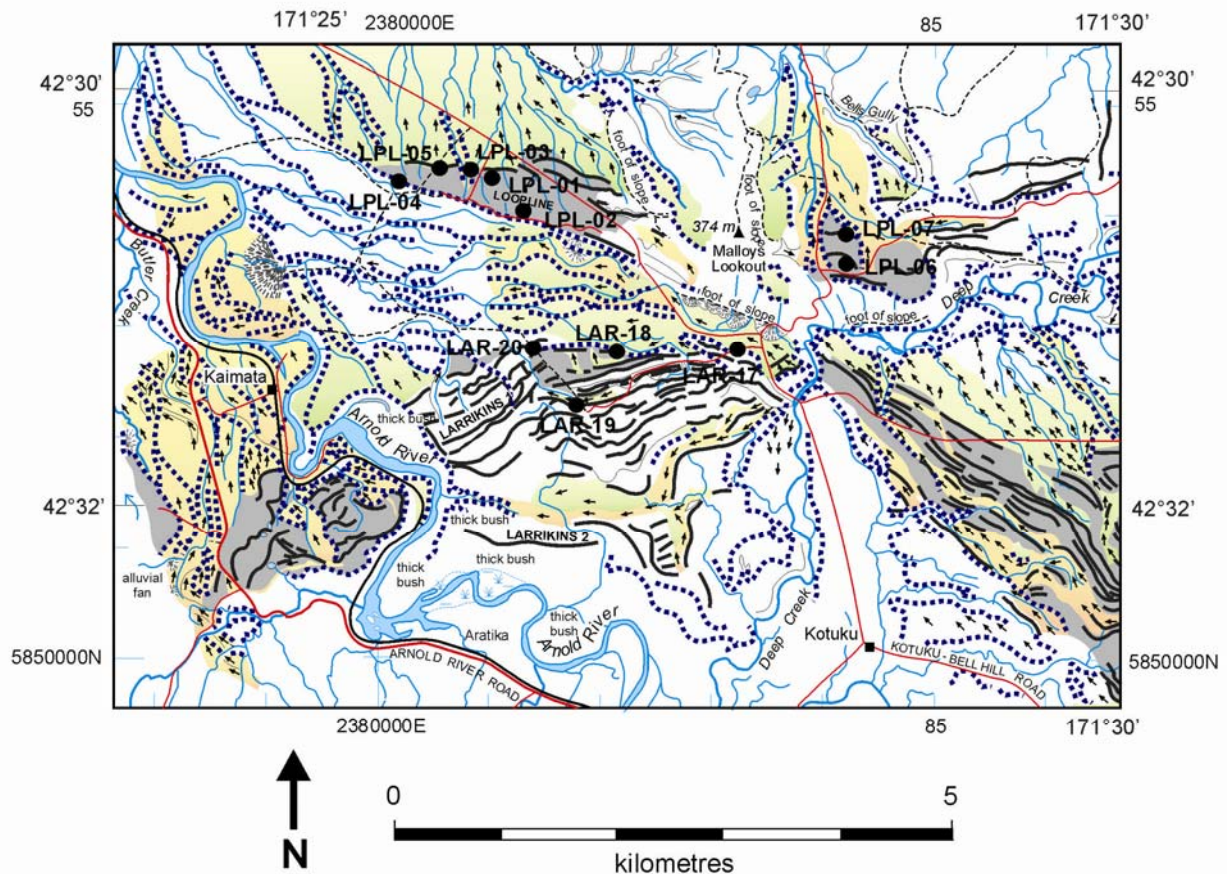 171°25'
2380000E
85
171°30'
42°30'
55
42°30'
55
Bells Gully
foot of slope
foot of slope
LPL-05
LPL-03
LPL-01
LPL-04
LOOPLINE
LPL-02
374 m
Malloys
Lookout
LPL-07
LPL-06
Butler
Creek
Deep
Creek
foot of slope
foot of slope
LAR-18
LAR-20
LAR-17
Kaimata
LARRIKINS 1
LAR-19
thick bush
Arnold
River
42°32'
42°32'
thick bush
LARRIKINS 2
thick bush
thick
bush
alluvial
fan
thick
bush
Aratika
Arnold River
Deep Creek
Kotuku
KOTUKU - BELL HILL ROAD
ARNOLD RIVER ROAD
5850000N
5850000N
2380000E
85
171°30'
N
0
5
kilometres